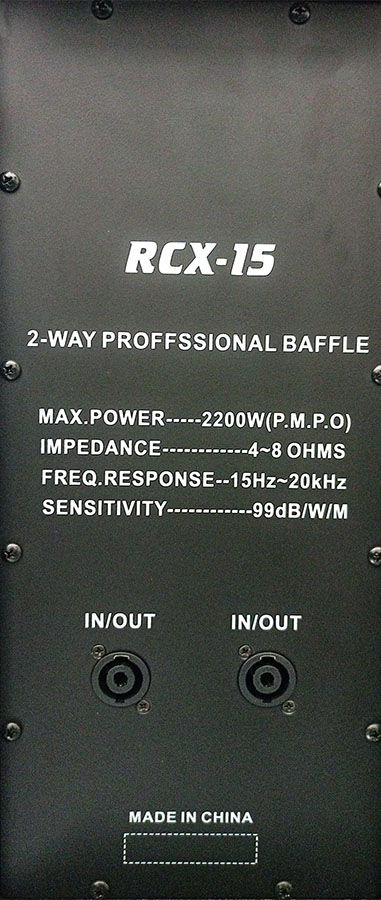 RCX-15
2-WAY PROFFSSIONAL BAFFLE
MAX.POWER-----2200W(P.M.P.O)
IMPEDANCE------------4~8 OHMS
FREQ.RESPONSE--15Hz~20kHz
SENSITIVITY------------99dB/W/M
IN/OUT IN/OUT
MADE IN CHINA